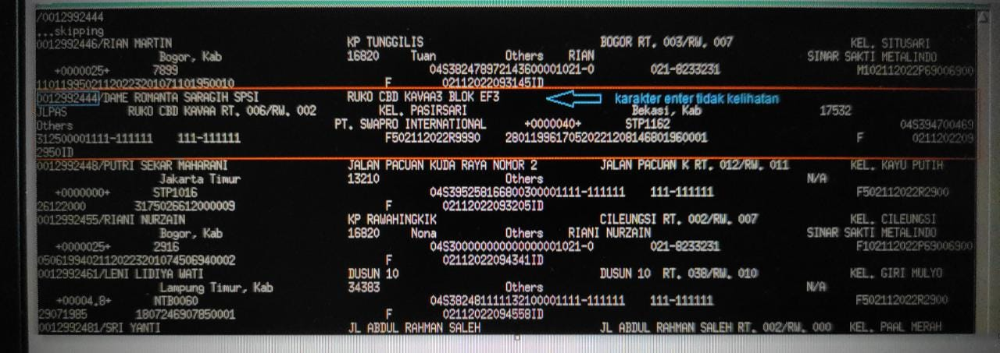 /0012992444
...skipping
0012992446/RIAN MARTIN KP TUNGGILIS BOGOR RT. 003/RW. 007 KEL. SITUSARI
Bogor, Kab 16820 Tuan Others RIAN SINAR SAKTI METALINDO
+0000025+ 7899 04S382478972143600001021-0 021-8233231 M102112022P69006900
11011995021120223201071101950010 F 02112022093145ID
0012992444/DAME ROMANTA SARAGIH SPSI RUKO CBD KAVAA3 BLOK EF3 karakter enter tidak kelihatan
JLPAS RUKO CBD KAVAA RT. 006/RW. 002 KEL. PASIRSARI Bekasi, Kab 17532
Others PT. SWAPRO INTERNATIONAL +0000040+ STP1162 04S394700469
312500001111-111111 111-111111 F502112022R9990 28011996170520221208146801960001 F 0211202209
2950ID
0012992448/PUTRI SEKAR MAHARANI JALAN PACUAN KUDA RAYA NOMOR 2 JALAN PACUAN K RT. 012/RW. 011 KEL. KAYU PUTIH
Jakarta Timur 13210 Others N/A
+0000000+ STP1016 04S395258166800300001111-111111 111-111111 F502112022R2900
26122000 3175026612000009 F 02112022093205ID
0012992455/RIANI NURZAIN KP RAWAHINGKIK CILEUNGSI RT. 002/RW. 007 KEL. CILEUNGSI
Bogor, Kab 16820 Nona Others RIANI NURZAIN SINAR SAKTI METALINDO
+0000025+ 2916 021-8233231 F102112022P69006900
05061994021120223201074506940002 F 02112022094341ID
0012992461/LENI LIDIYA WATI DUSUN 10 DUSUN 10 RT. 038/RW. 010 KEL. GIRI MULYO
Lampung Timur, Kab 34383 Others N/A
+00004.8+ NTB0060 04S382481111132100001111-111111 111-111111 F502112022R2900
29071985 1807246907850001 F 02112022094558ID
0012992481/SRI YANTI JL ABDUL RAHMAN SALEH JL ABDUL RAHMAN SALEH RT. 002/RW. 000 KEL. PAAL MERAH